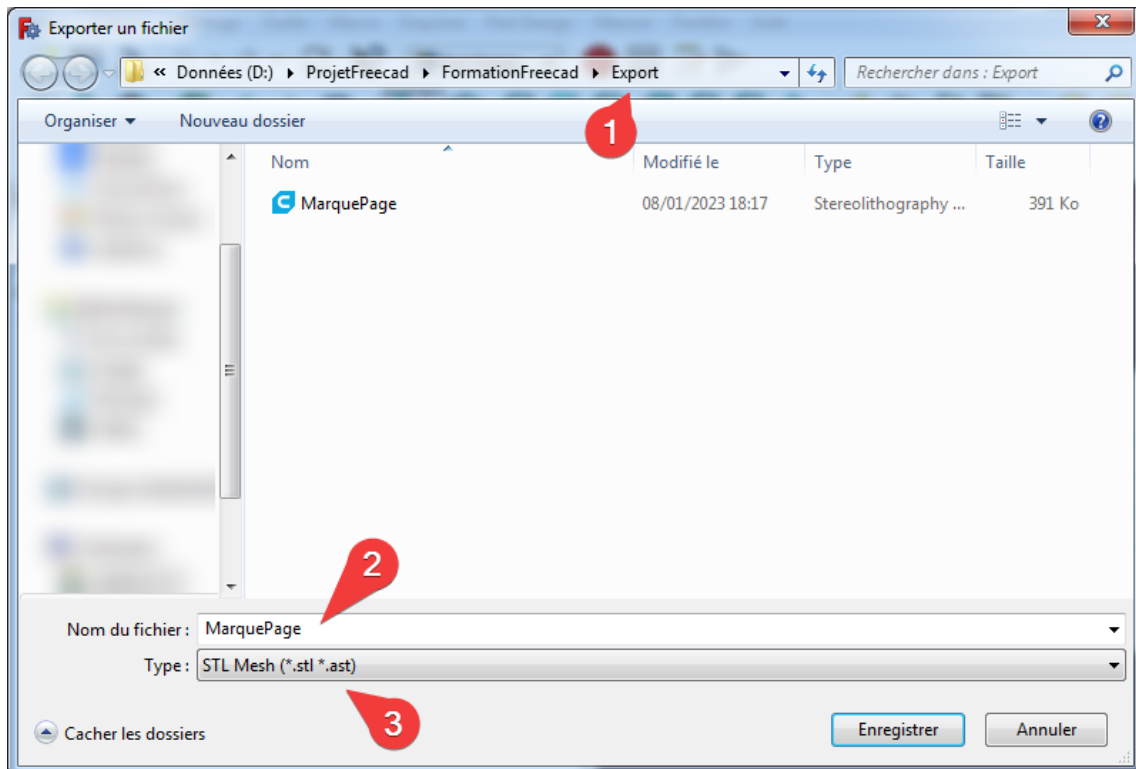 Exporter un fichier
« Données (D:) ▸ ProjetFreecad ▸ FormationFreecad ▸ Export
Rechercher dans : Export
Organiser
Nouveau dossier
1
Nom
Modifié le
Type
Taille
MarquePage
08/01/2023 18:17
Stereolithography ...
391 Ko
2
Nom du fichier : MarquePage
Type : STL Mesh (*.stl *.ast)
3
Cacher les dossiers
Enregistrer
Annuler